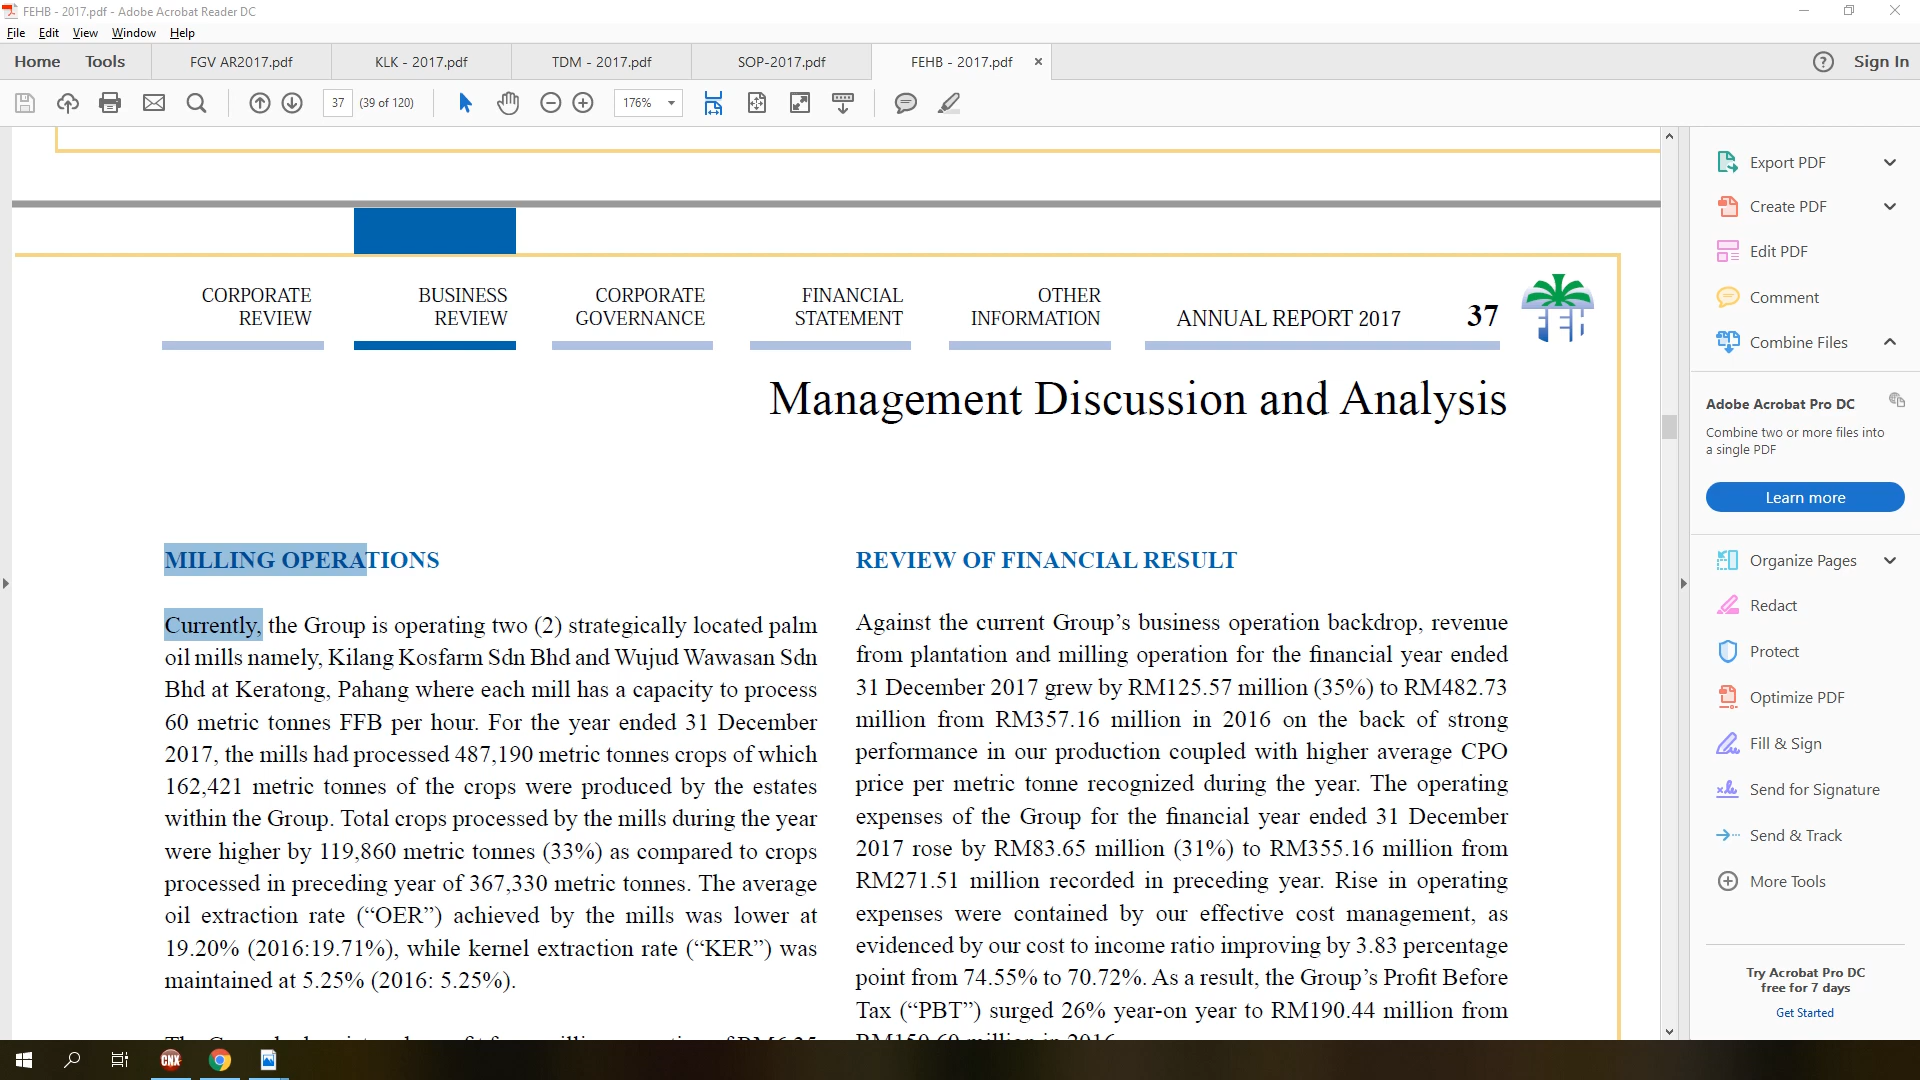 FEHB - 2017.pdf - Adobe Acrobat Reader DC
File Edit View Window Help
Home Tools FGV AR2017.pdf KLK - 2017.pdf TDM - 2017.pdf SOP-2017.pdf FEHB - 2017.pdf × Sign In
37 (39 of 120) 176%
CORPORATE REVIEW
BUSINESS REVIEW
CORPORATE GOVERNANCE
FINANCIAL STATEMENT
OTHER INFORMATION
ANNUAL REPORT 2017 37
Management Discussion and Analysis
MILLING OPERATIONS
Currently, the Group is operating two (2) strategically located palm
oil mills namely, Kilang Kosfarm Sdn Bhd and Wujud Wawasan Sdn
Bhd at Keratong, Pahang where each mill has a capacity to process
60 metric tonnes FFB per hour. For the year ended 31 December
2017, the mills had processed 487,190 metric tonnes crops of which
162,421 metric tonnes of the crops were produced by the estates
within the Group. Total crops processed by the mills during the year
were higher by 119,860 metric tonnes (33%) as compared to crops
processed in preceding year of 367,330 metric tonnes. The average
oil extraction rate (“OER”) achieved by the mills was lower at
19.20% (2016:19.71%), while kernel extraction rate (“KER”) was
maintained at 5.25% (2016: 5.25%).
REVIEW OF FINANCIAL RESULT
Against the current Group’s business operation backdrop, revenue
from plantation and milling operation for the financial year ended
31 December 2017 grew by RM125.57 million (35%) to RM482.73
million from RM357.16 million in 2016 on the back of strong
performance in our production coupled with higher average CPO
price per metric tonne recognized during the year. The operating
expenses of the Group for the financial year ended 31 December
2017 rose by RM83.65 million (31%) to RM355.16 million from
RM271.51 million recorded in preceding year. Rise in operating
expenses were contained by our effective cost management, as
evidenced by our cost to income ratio improving by 3.83 percentage
point from 74.55% to 70.72%. As a result, the Group’s Profit Before
Tax (“PBT”) surged 26% year-on year to RM190.44 million from
Export PDF
Create PDF
Edit PDF
Comment
Combine Files
Adobe Acrobat Pro DC
Combine two or more files into
a single PDF
Learn more
Organize Pages
Redact
Protect
Optimize PDF
Fill & Sign
Send for Signature
Send & Track
More Tools
Try Acrobat Pro DC
free for 7 days
Get Started
CNX